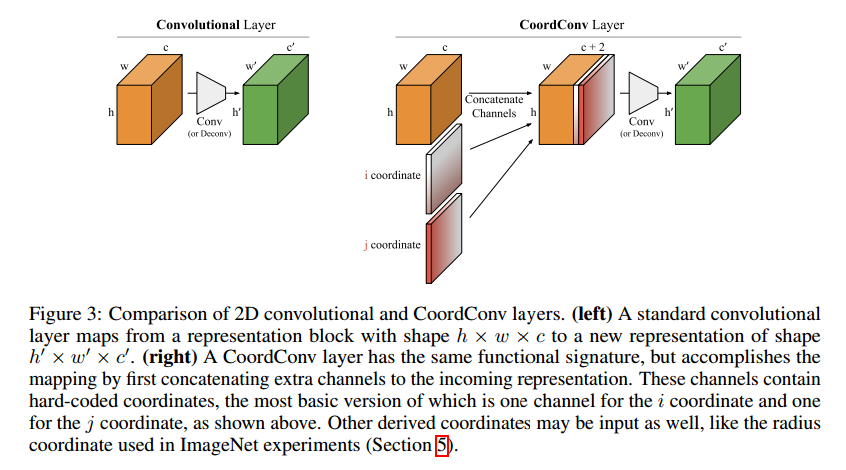 Convolutional Layer
c
w
h
Conv
(or Deconv)
c'
w'
h'
CoordConv Layer
c
w
h
i coordinate
j coordinate
Concatenate
Channels
c + 2
w
h
Conv
(or Deconv)
c'
w'
h'
Figure 3: Comparison of 2D convolutional and CoordConv layers. (left) A standard convolutional
layer maps from a representation block with shape h × w × c to a new representation of shape
h′ × w′ × c′. (right) A CoordConv layer has the same functional signature, but accomplishes the
mapping by first concatenating extra channels to the incoming representation. These channels contain
hard-coded coordinates, the most basic version of which is one channel for the i coordinate and one
for the j coordinate, as shown above. Other derived coordinates may be input as well, like the radius
coordinate used in ImageNet experiments (Section 5).